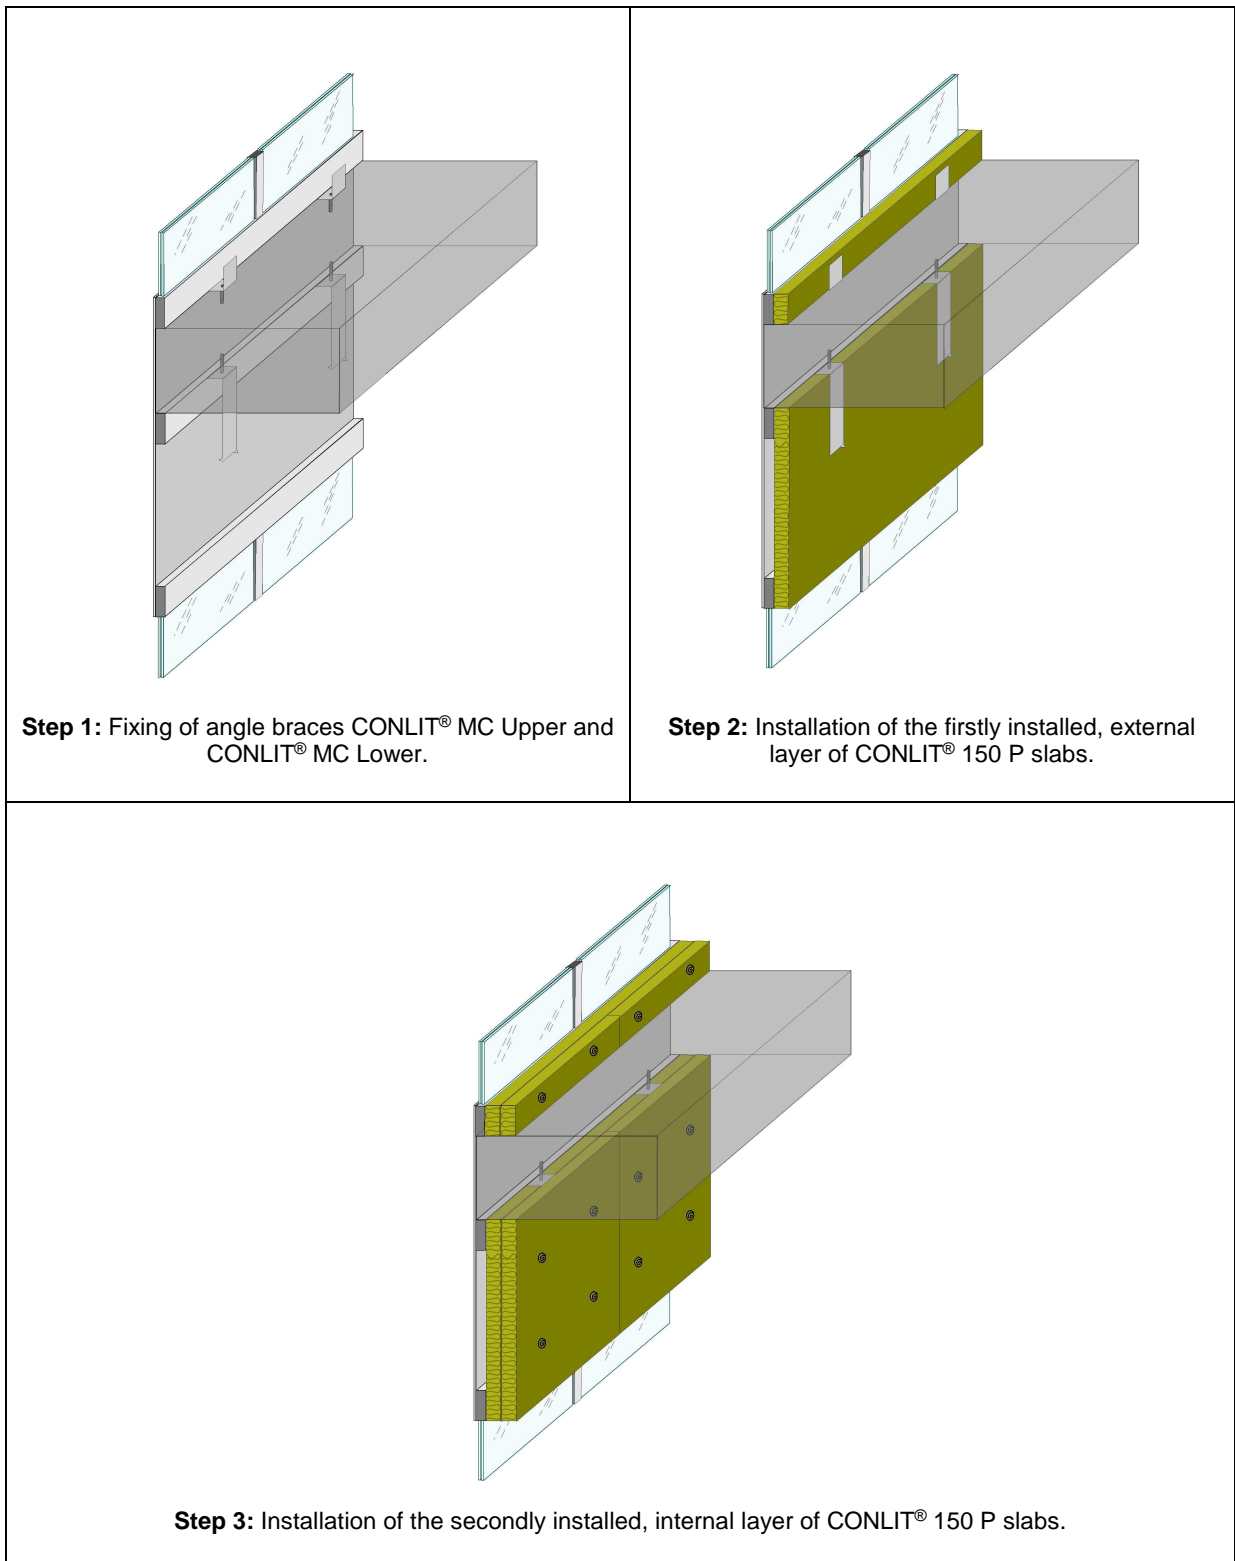 Step 1: Fixing of angle braces CONLIT® MC Upper and
CONLIT® MC Lower.
Step 2: Installation of the firstly installed, external
layer of CONLIT® 150 P slabs.
Step 3: Installation of the secondly installed, internal layer of CONLIT® 150 P slabs.